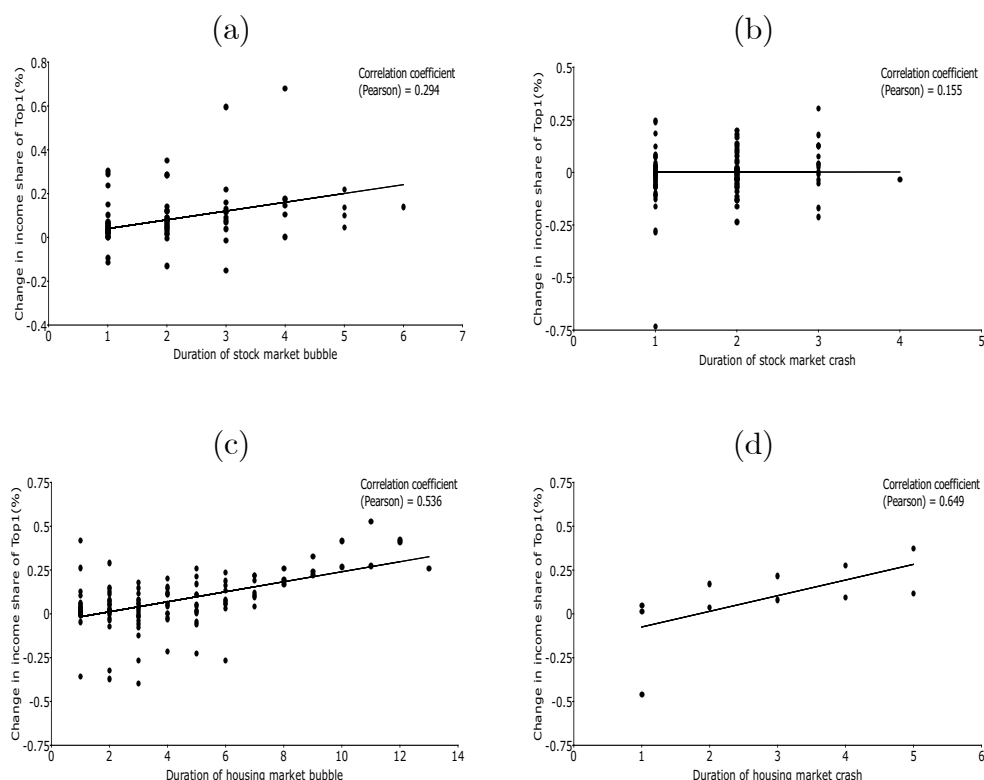 (a)
Correlation coefficient
(Pearson) = 0.294
Change in income share of Top1(%)
0.8
0.6
0.4
0.2
0
-0.2
-0.4
0 1 2 3 4 5 6 7
Duration of stock market bubble
(b)
Correlation coefficient
(Pearson) = 0.155
Change in income share of Top1(%)
0.5
0.25
0
-0.25
-0.5
-0.75
0 1 2 3 4 5
Duration of stock market crash
(c)
Correlation coefficient
(Pearson) = 0.536
Change in income share of Top1(%)
0.75
0.5
0.25
0
-0.25
-0.5
-0.75
0 2 4 6 8 10 12 14
Duration of housing market bubble
(d)
Correlation coefficient
(Pearson) = 0.649
Change in income share of Top1(%)
0.75
0.5
0.25
0
-0.25
-0.5
-0.75
0 1 2 3 4 5 6
Duration of housing market crash